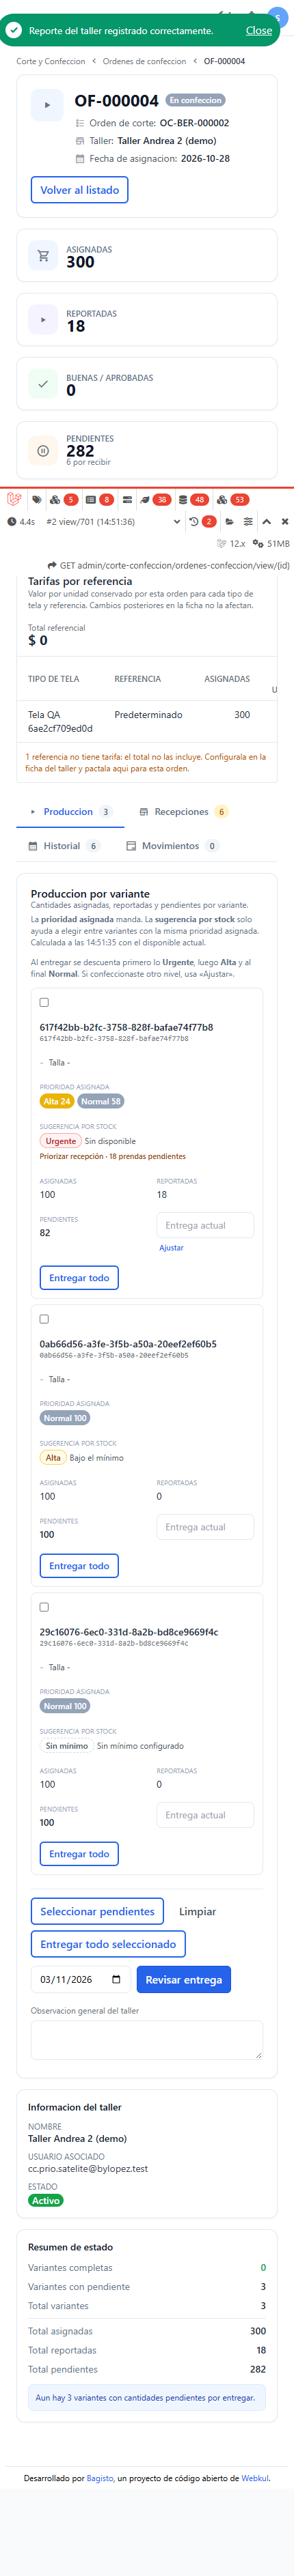 Reporte del taller registrado correctamente. Close
S
Corte y Confeccion < Ordenes de confeccion < OF-000004
OF-000004 En confeccion
Orden de corte: OC-BER-000002
Taller: Taller Andrea 2 (demo)
Fecha de asignacion: 2026-10-28
Volver al listado
ASIGNADAS
300
REPORTADAS
18
BUENAS / APROBADAS
0
PENDIENTES
282
6 por recibir
5 8 38 48 53
4.4s #2 view/701 (14:51:36) 2
12.x 51MB
GET admin/corte-confeccion/ordenes-confeccion/view/{id}
Tarifas por referencia
Valor por unidad conservado por esta orden para cada tipo de
tela y referencia. Cambios posteriores en la ficha no la afectan.
Total referencial
$ 0
TIPO DE TELA REFERENCIA ASIGNADAS
U
Tela QA Predeterminado 300
6ae2cf709ed0d
1 referencia no tiene tarifa: el total no las incluye. Configurala en la
ficha del taller y pactala aqui para esta orden.
Produccion 3 Recepciones 6
Historial 6 Movimientos 0
Produccion por variante
Cantidades asignadas, reportadas y pendientes por variante.
La prioridad asignada manda. La sugerencia por stock solo
ayuda a elegir entre variantes con la misma prioridad asignada.
Calculada a las 14:51:35 con el disponible actual.
Al entregar se descuenta primero lo Urgente, luego Alta y al
final Normal. Si confeccionaste otro nivel, usa «Ajustar».
617f42bb-b2fc-3758-828f-bafae74f77b8
617f42bb-b2fc-3758-828f-bafae74f77b8
- Talla -
PRIORIDAD ASIGNADA
Alta 24 Normal 58
SUGERENCIA POR STOCK
Urgente Sin disponible
Priorizar recepción · 18 prendas pendientes
ASIGNADAS REPORTADAS
100 18
PENDIENTES
82 Entrega actual
Ajustar
Entregar todo
0ab66d56-a3fe-3f5b-a50a-20eef2ef60b5
0ab66d56-a3fe-3f5b-a50a-20eef2ef60b5
- Talla -
PRIORIDAD ASIGNADA
Normal 100
SUGERENCIA POR STOCK
Alta Bajo el mínimo
ASIGNADAS REPORTADAS
100 0
PENDIENTES
100 Entrega actual
Entregar todo
29c16076-6ec0-331d-8a2b-bd8ce9669f4c
29c16076-6ec0-331d-8a2b-bd8ce9669f4c
- Talla -
PRIORIDAD ASIGNADA
Normal 100
SUGERENCIA POR STOCK
Sin mínimo Sin mínimo configurado
ASIGNADAS REPORTADAS
100 0
PENDIENTES
100 Entrega actual
Entregar todo
Seleccionar pendientes Limpiar
Entregar todo seleccionado
03/11/2026 Revisar entrega
Observacion general del taller
Informacion del taller
NOMBRE
Taller Andrea 2 (demo)
USUARIO ASOCIADO
cc.prio.satelite@bylopez.test
ESTADO
Activo
Resumen de estado
Variantes completas 0
Variantes con pendiente 3
Total variantes 3
Total asignadas 300
Total reportadas 18
Total pendientes 282
Aun hay 3 variantes con cantidades pendientes por entregar.
Desarrollado por Bagisto, un proyecto de código abierto de Webkul.